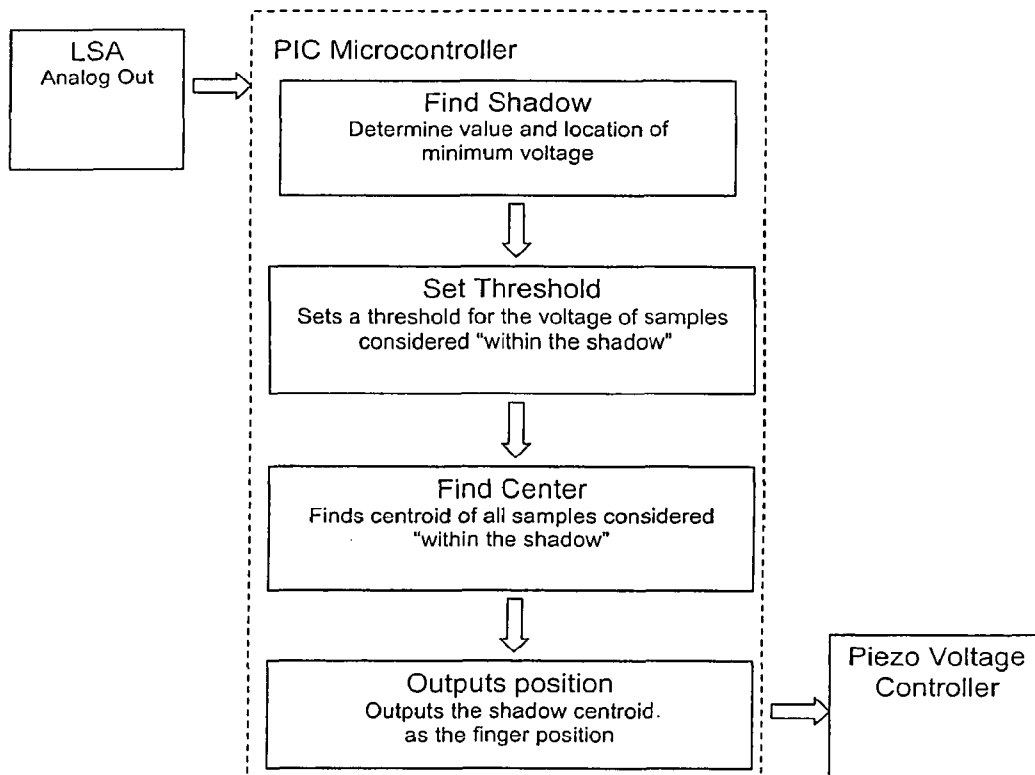 LSA
Analog Out
PIC Microcontroller
Find Shadow
Determine value and location of
minimum voltage
Set Threshold
Sets a threshold for the voltage of samples
considered "within the shadow"
Find Center
Finds centroid of all samples considered
"within the shadow"
Outputs position
Outputs the shadow centroid.
as the finger position
Piezo Voltage
Controller